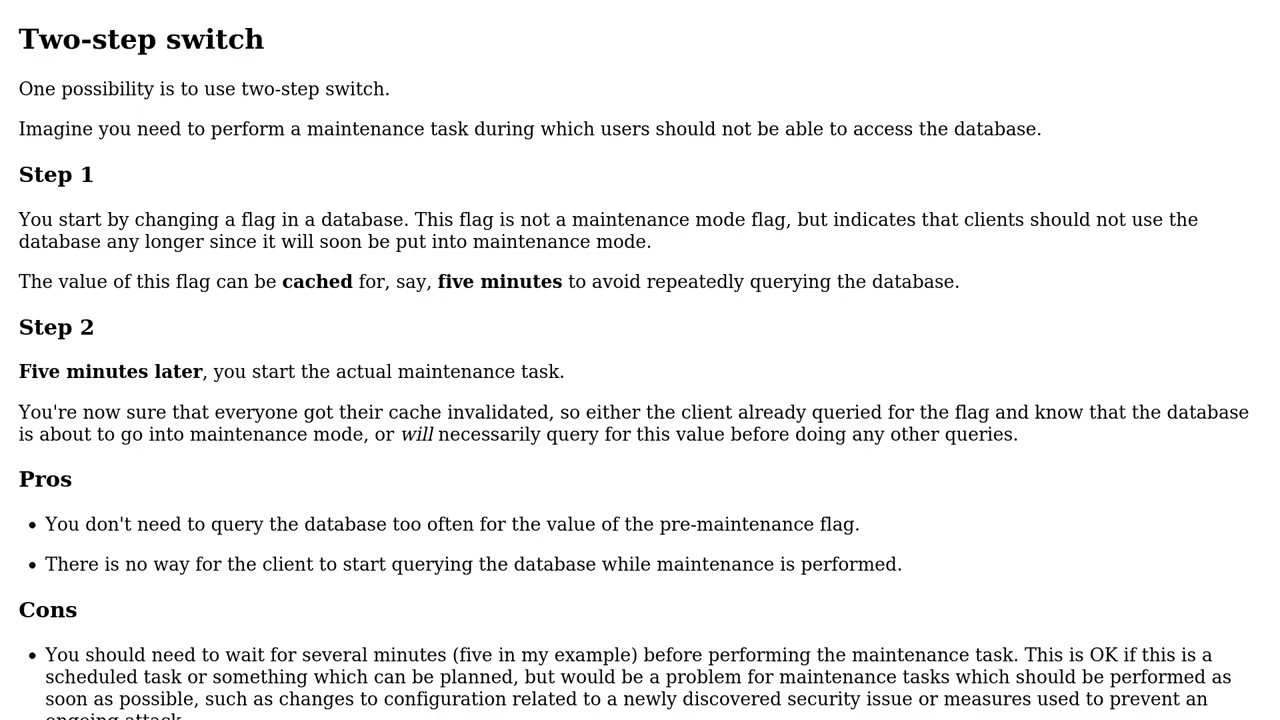 Two-step switch
One possibility is to use two-step switch.
Imagine you need to perform a maintenance task during which users should not be able to access the database.
Step 1
You start by changing a flag in a database. This flag is not a maintenance mode flag, but indicates that clients should not use the
database any longer since it will soon be put into maintenance mode.
The value of this flag can be cached for, say, five minutes to avoid repeatedly querying the database.
Step 2
Five minutes later, you start the actual maintenance task.
You're now sure that everyone got their cache invalidated, so either the client already queried for the flag and know that the database
is about to go into maintenance mode, or will necessarily query for this value before doing any other queries.
Pros
• You don't need to query the database too often for the value of the pre-maintenance flag.
• There is no way for the client to start querying the database while maintenance is performed.
Cons
• You should need to wait for several minutes (five in my example) before performing the maintenance task. This is OK if this is a
scheduled task or something which can be planned, but would be a problem for maintenance tasks which should be performed as
soon as possible, such as changes to configuration related to a newly discovered security issue or measures used to prevent an
ongoing attack.